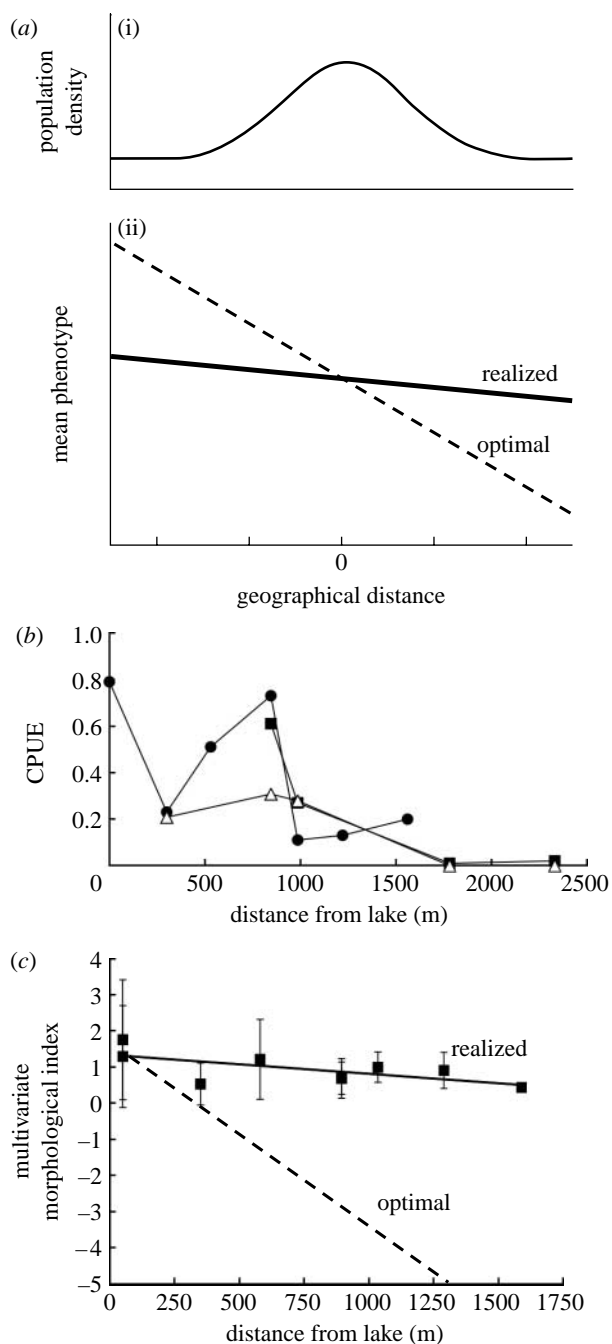 (a)
(i)
population
density
(ii)
mean phenotype
realized
optimal
0
geographical distance
(b)
1.0
0.8
0.6
0.4
0.2
CPUE
0 500 1000 1500 2000 2500
distance from lake (m)
(c)
4
3
2
1
0
–1
–2
–3
–4
–5
multivariate
morphological index
realized
optimal
0 250 500 750 1000 1250 1500 1750
distance from lake (m)